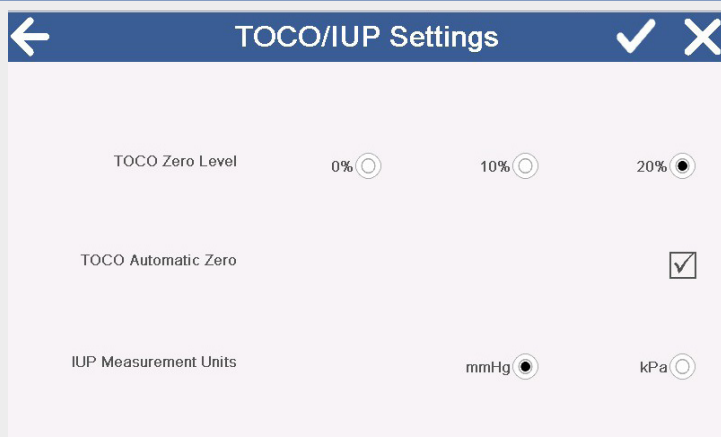 TOCO/IUP Settings
TOCO Zero Level 0% 10% 20%
TOCO Automatic Zero
IUP Measurement Units mmHg kPa